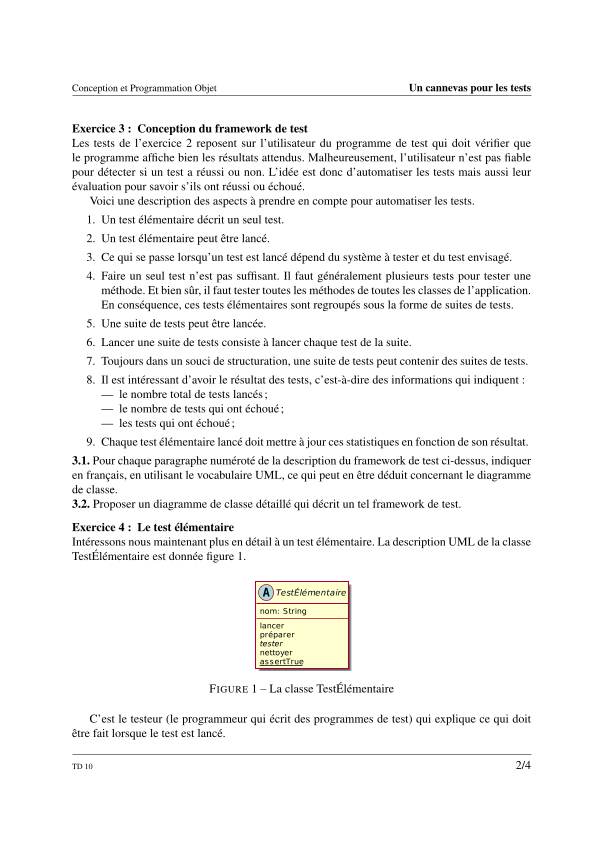 Conception et Programmation Objet
Un cannevas pour les tests
Exercice 3 : Conception du framework de test
Les tests de l'exercice 2 reposent sur l'utilisateur du programme de test qui doit vérifier que
le programme affiche bien les résultats attendus. Malheureusement, l'utilisateur n'est pas fiable
pour détecter si un test a réussi ou non. L'idée est donc d'automatiser les tests mais aussi leur
évaluation pour savoir s'ils ont réussi ou échoué.
Voici une description des aspects à prendre en compte pour automatiser les tests.
1. Un test élémentaire décrit un seul test.
2. Un test élémentaire peut être lancé.
3. Ce qui se passe lorsqu'un test est lancé dépend du système à tester et du test envisagé.
4. Faire un seul test n'est pas suffisant. Il faut généralement plusieurs tests pour tester une
méthode. Et bien sûr, il faut tester toutes les méthodes de toutes les classes de l'application.
En conséquence, ces tests élémentaires sont regroupés sous la forme de suites de tests.
5. Une suite de tests peut être lancée.
6. Lancer une suite de tests consiste à lancer chaque test de la suite.
7. Toujours dans un souci de structuration, une suite de tests peut contenir des suites de tests.
8. Il est intéressant d'avoir le résultat des tests, c'est-à-dire des informations qui indiquent :
— le nombre total de tests lancés ;
— le nombre de tests qui ont échoué ;
— les tests qui ont échoué ;
9. Chaque test élémentaire lancé doit mettre à jour ces statistiques en fonction de son résultat.
3.1. Pour chaque paragraphe numéroté de la description du framework de test ci-dessus, indiquer
en français, en utilisant le vocabulaire UML, ce qui peut en être déduit concernant le diagramme
de classe.
3.2. Proposer un diagramme de classe détaillé qui décrit un tel framework de test.
Exercice 4 : Le test élémentaire
Intéressons nous maintenant plus en détail à un test élémentaire. La description UML de la classe
TestÉlémentaire est donnée figure 1.
A TestÉlémentaire
nom: String
lancer
préparer
tester
nettoyer
assertTrue
FIGURE 1 – La classe TestÉlémentaire
C'est le testeur (le programmeur qui écrit des programmes de test) qui explique ce qui doit
être fait lorsque le test est lancé.
TD 10
2/4